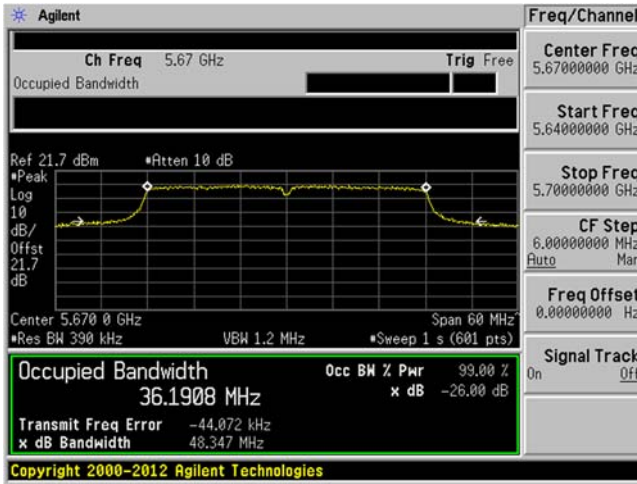 Agilent
Freq/Channel
Ch Freq 5.67 GHz Trig Free
Occupied Bandwidth
Center Freq
5.67000000 GHz
Start Freq
5.64000000 GHz
Stop Freq
5.70000000 GHz
CF Step
6.00000000 MHz
Auto Man
Freq Offset
0.00000000 Hz
Signal Track
On Off
Ref 21.7 dBm #Atten 10 dB
#Peak
Log
10
dB/
Offst
21.7
dB
Center 5.670 0 GHz Span 60 MHz
#Res BW 390 kHz VBW 1.2 MHz #Sweep 1 s (601 pts)
Occupied Bandwidth Occ BW % Pwr 99.00 %
36.1908 MHz x dB -26.00 dB
Transmit Freq Error -44.072 kHz
x dB Bandwidth 48.347 MHz
Copyright 2000-2012 Agilent Technologies